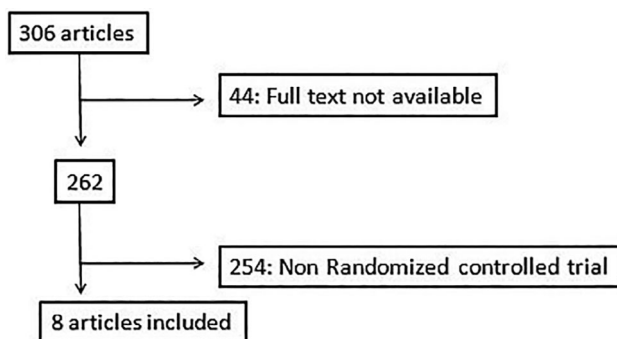 306 articles
44: Full text not available
262
254: Non Randomized controlled trial
8 articles included